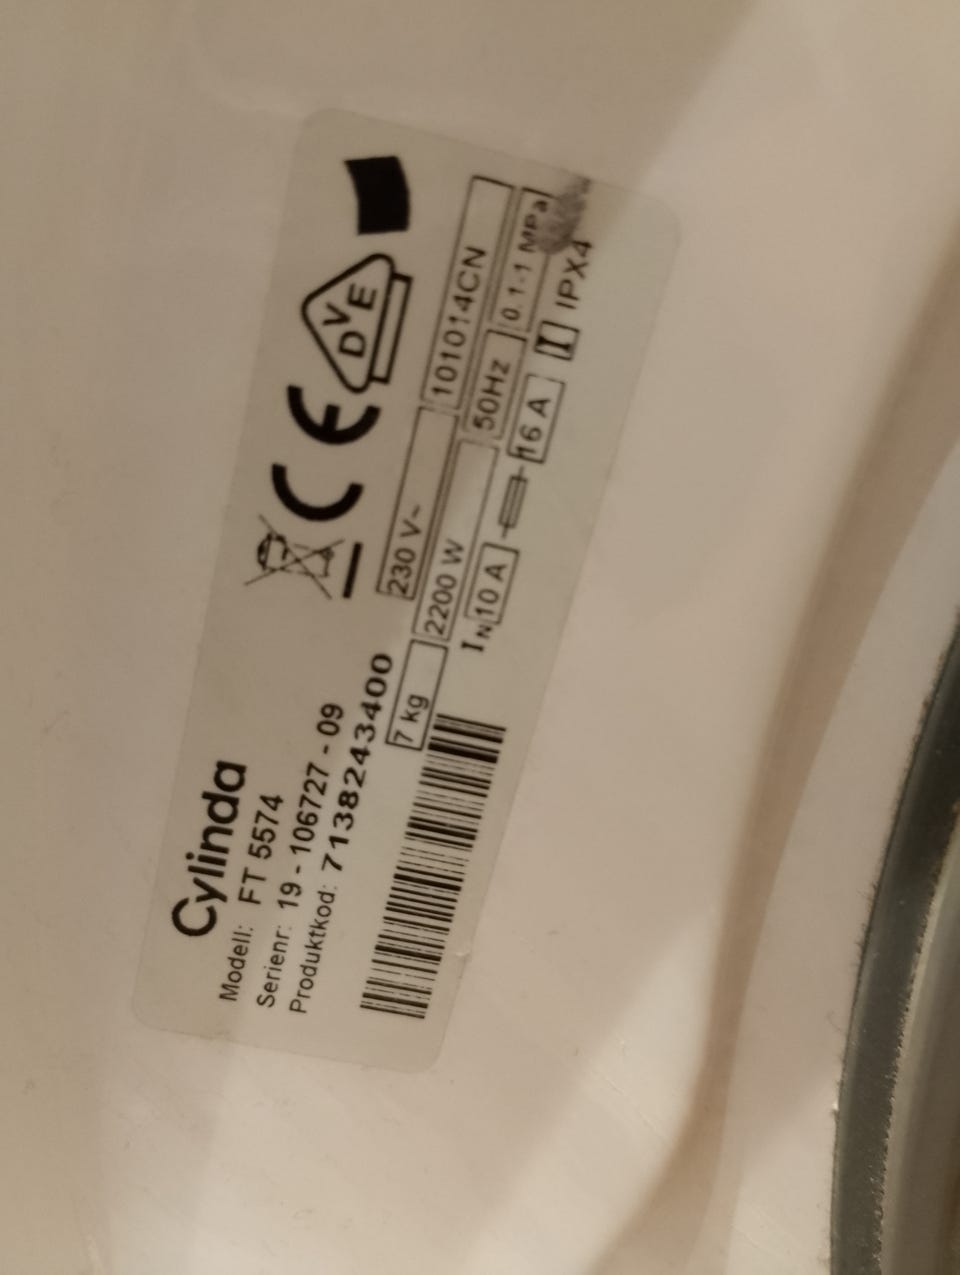 Cylinda
Modell: FT 5574
Serienr: 19 - 106727 - 09
Produktkod: 7138243400
DVE
CE
7 kg
230 V~ 101014CN
2200 W 50Hz 0.1-1 MPa
IN 10 A 16 A I IPX4